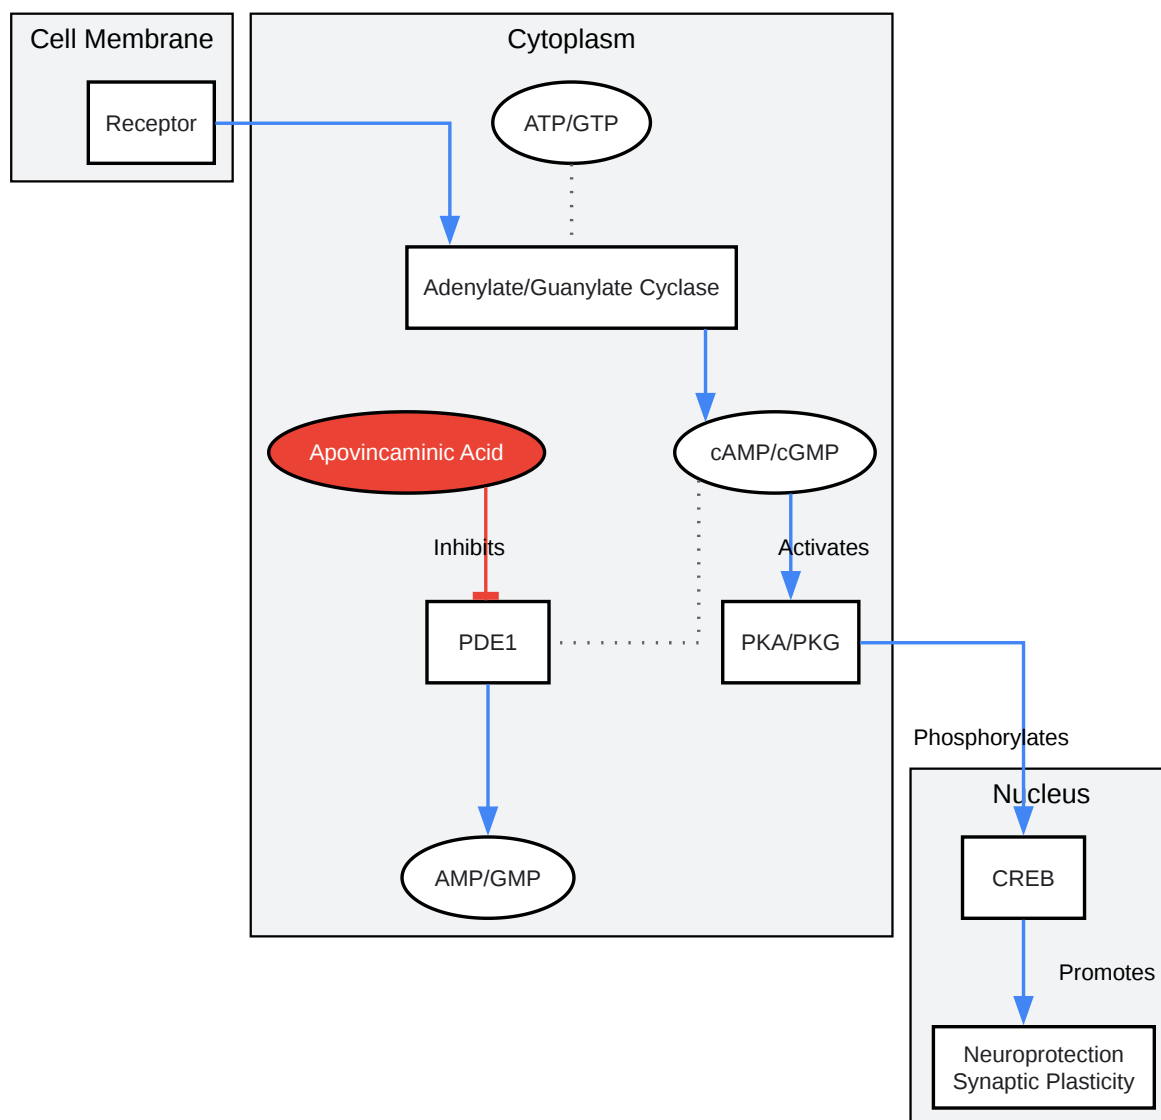 Cell Membrane
Cytoplasm
Receptor
ATP/GTP
Adenylate/Guanylate Cyclase
Apovincaminic Acid
cAMP/cGMP
Inhibits
Activates
PDE1
PKA/PKG
Phosphorylates
Nucleus
AMP/GMP
CREB
Promotes
Neuroprotection
Synaptic Plasticity